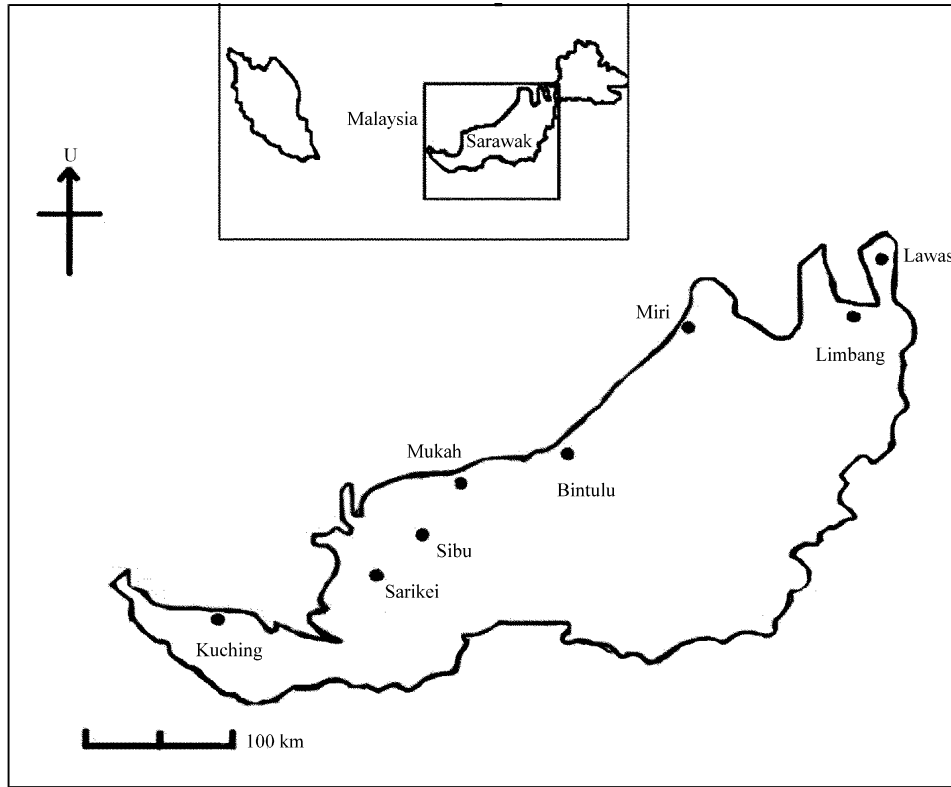 Malaysia
Sarawak
U
Lawas
Miri
Limbang
Mukah
Bintulu
Sibu
Sarikei
Kuching
100 km